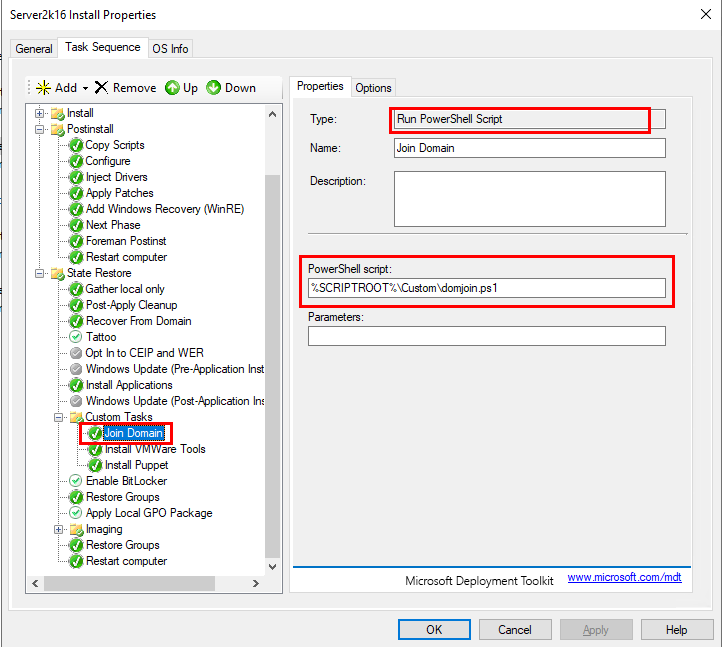 Server2k16 Install Properties
General Task Sequence OS Info
Add Remove Up Down
Install
Postinstall
Copy Scripts
Configure
Inject Drivers
Apply Patches
Add Windows Recovery (WinRE)
Next Phase
Foreman Postinst
Restart computer
State Restore
Gather local only
Post-Apply Cleanup
Recover From Domain
Tattoo
Opt In to CEIP and WER
Windows Update (Pre-Application Inst
Install Applications
Windows Update (Post-Application Ins
Custom Tasks
Join Domain
Install VMWare Tools
Install Puppet
Enable BitLocker
Restore Groups
Apply Local GPO Package
Imaging
Restore Groups
Restart computer
Properties Options
Type: Run PowerShell Script
Name: Join Domain
Description:
PowerShell script:
%SCRIPTROOT%\Custom\domjoin.ps1
Parameters:
Microsoft Deployment Toolkit www.microsoft.com/mdt
OK Cancel Apply Help